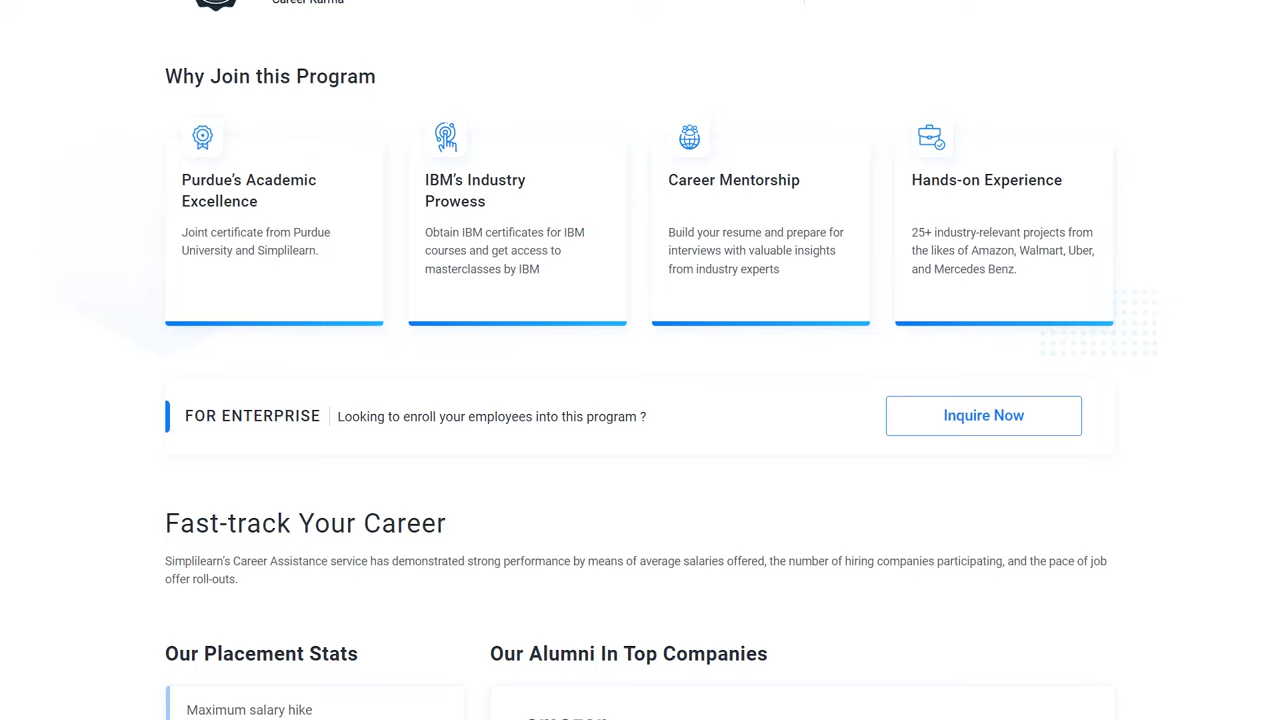 Career Karma
Why Join this Program
Purdue's Academic
Excellence
Joint certificate from Purdue
University and Simplilearn.
IBM's Industry
Prowess
Obtain IBM certificates for IBM
courses and get access to
masterclasses by IBM
Career Mentorship
Build your resume and prepare for
interviews with valuable insights
from industry experts
Hands-on Experience
25+ industry-relevant projects from
the likes of Amazon, Walmart, Uber,
and Mercedes Benz.
FOR ENTERPRISE
Looking to enroll your employees into this program ?
Inquire Now
Fast-track Your Career
Simplilearn's Career Assistance service has demonstrated strong performance by means of average salaries offered, the number of hiring companies participating, and the pace of job
offer roll-outs.
Our Placement Stats
Maximum salary hike
Our Alumni In Top Companies
amazon